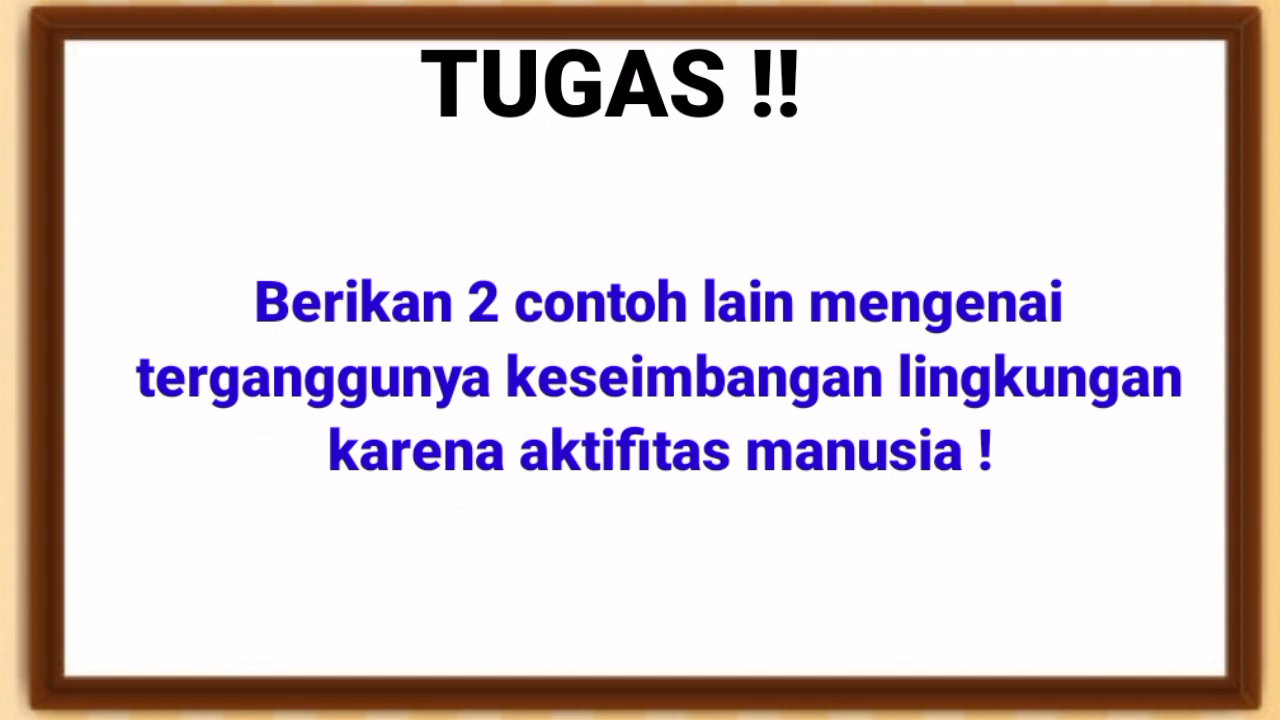 TUGAS !!
Berikan 2 contoh lain mengenai
terganggunya keseimbangan lingkungan
karena aktifitas manusia !